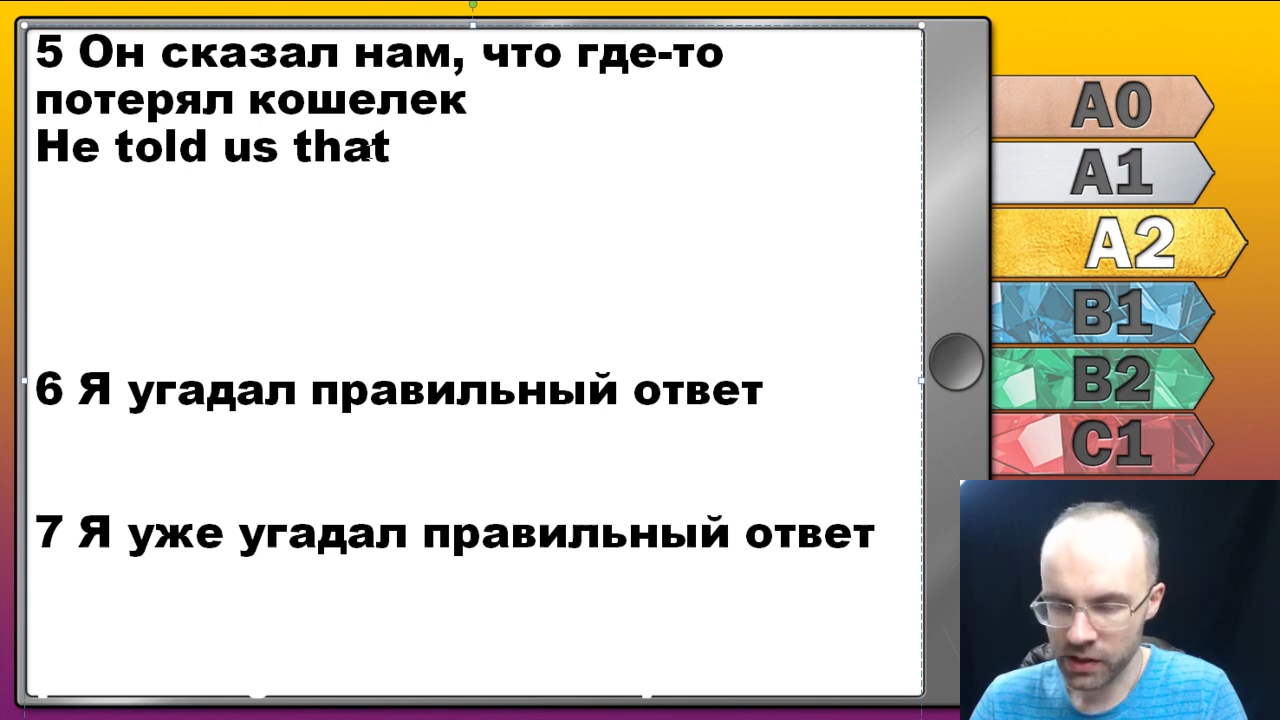 5 Он сказал нам, что где-то
потерял кошелек
He told us that
6 Я угадал правильный ответ
7 Я уже угадал правильный ответ
A0
A1
A2
B1
B2
C1